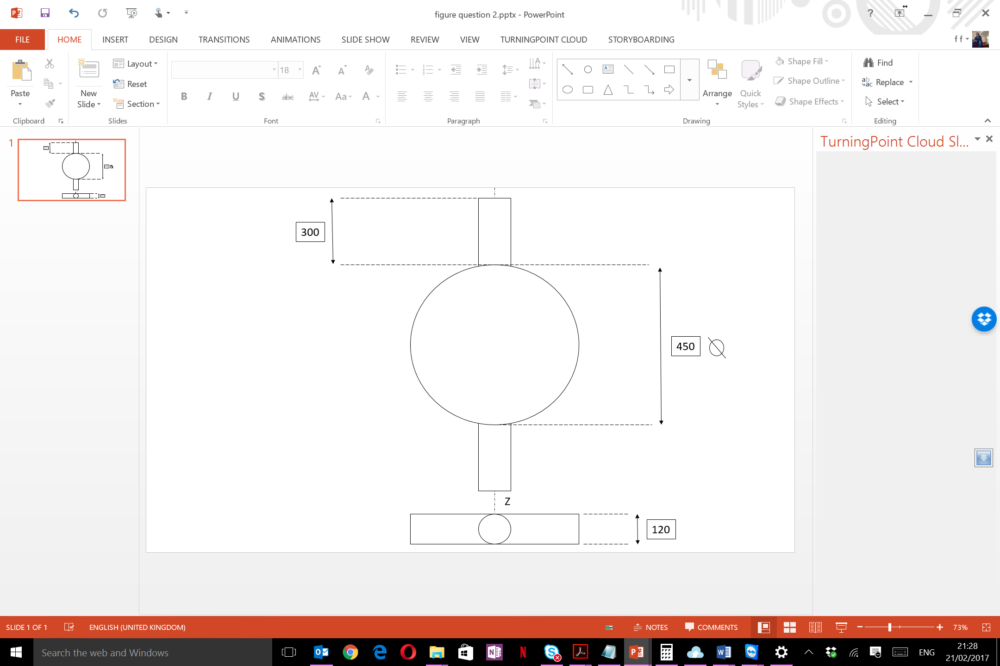 figure question 2.pptx - PowerPoint
?
FILE
HOME
INSERT
DESIGN
TRANSITIONS
ANIMATIONS
SLIDE SHOW
REVIEW
VIEW
TURNINGPOINT CLOUD
STORYBOARDING
f f
Paste
New
Slide
Layout
Reset
Section
18
B I U S abc AV Aa A
Arrange
Quick
Styles
Shape Fill
Shape Outline
Shape Effects
Find
Replace
Select
Clipboard
Slides
Font
Paragraph
Drawing
Editing
1
TurningPoint Cloud Sl...
300
450
Z
120
SLIDE 1 OF 1
ENGLISH (UNITED KINGDOM)
NOTES
COMMENTS
73%
Search the web and Windows
ENG
21:28
21/02/2017